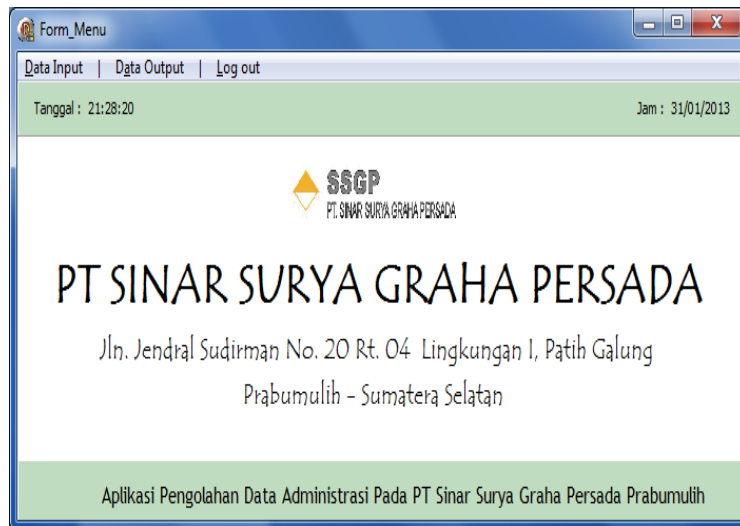 Form_Menu
Data Input | Data Output | Log out
Tanggal : 21:28:20 Jam : 31/01/2013
SSGP
PT. SINAR SURYA GRAHA PERSADA
PT SINAR SURYA GRAHA PERSADA
Jln. Jendral Sudirman No. 20 Rt. 04 Lingkungan I, Patih Galung
Prabumulih - Sumatera Selatan
Aplikasi Pengolahan Data Administrasi Pada PT Sinar Surya Graha Persada Prabumulih